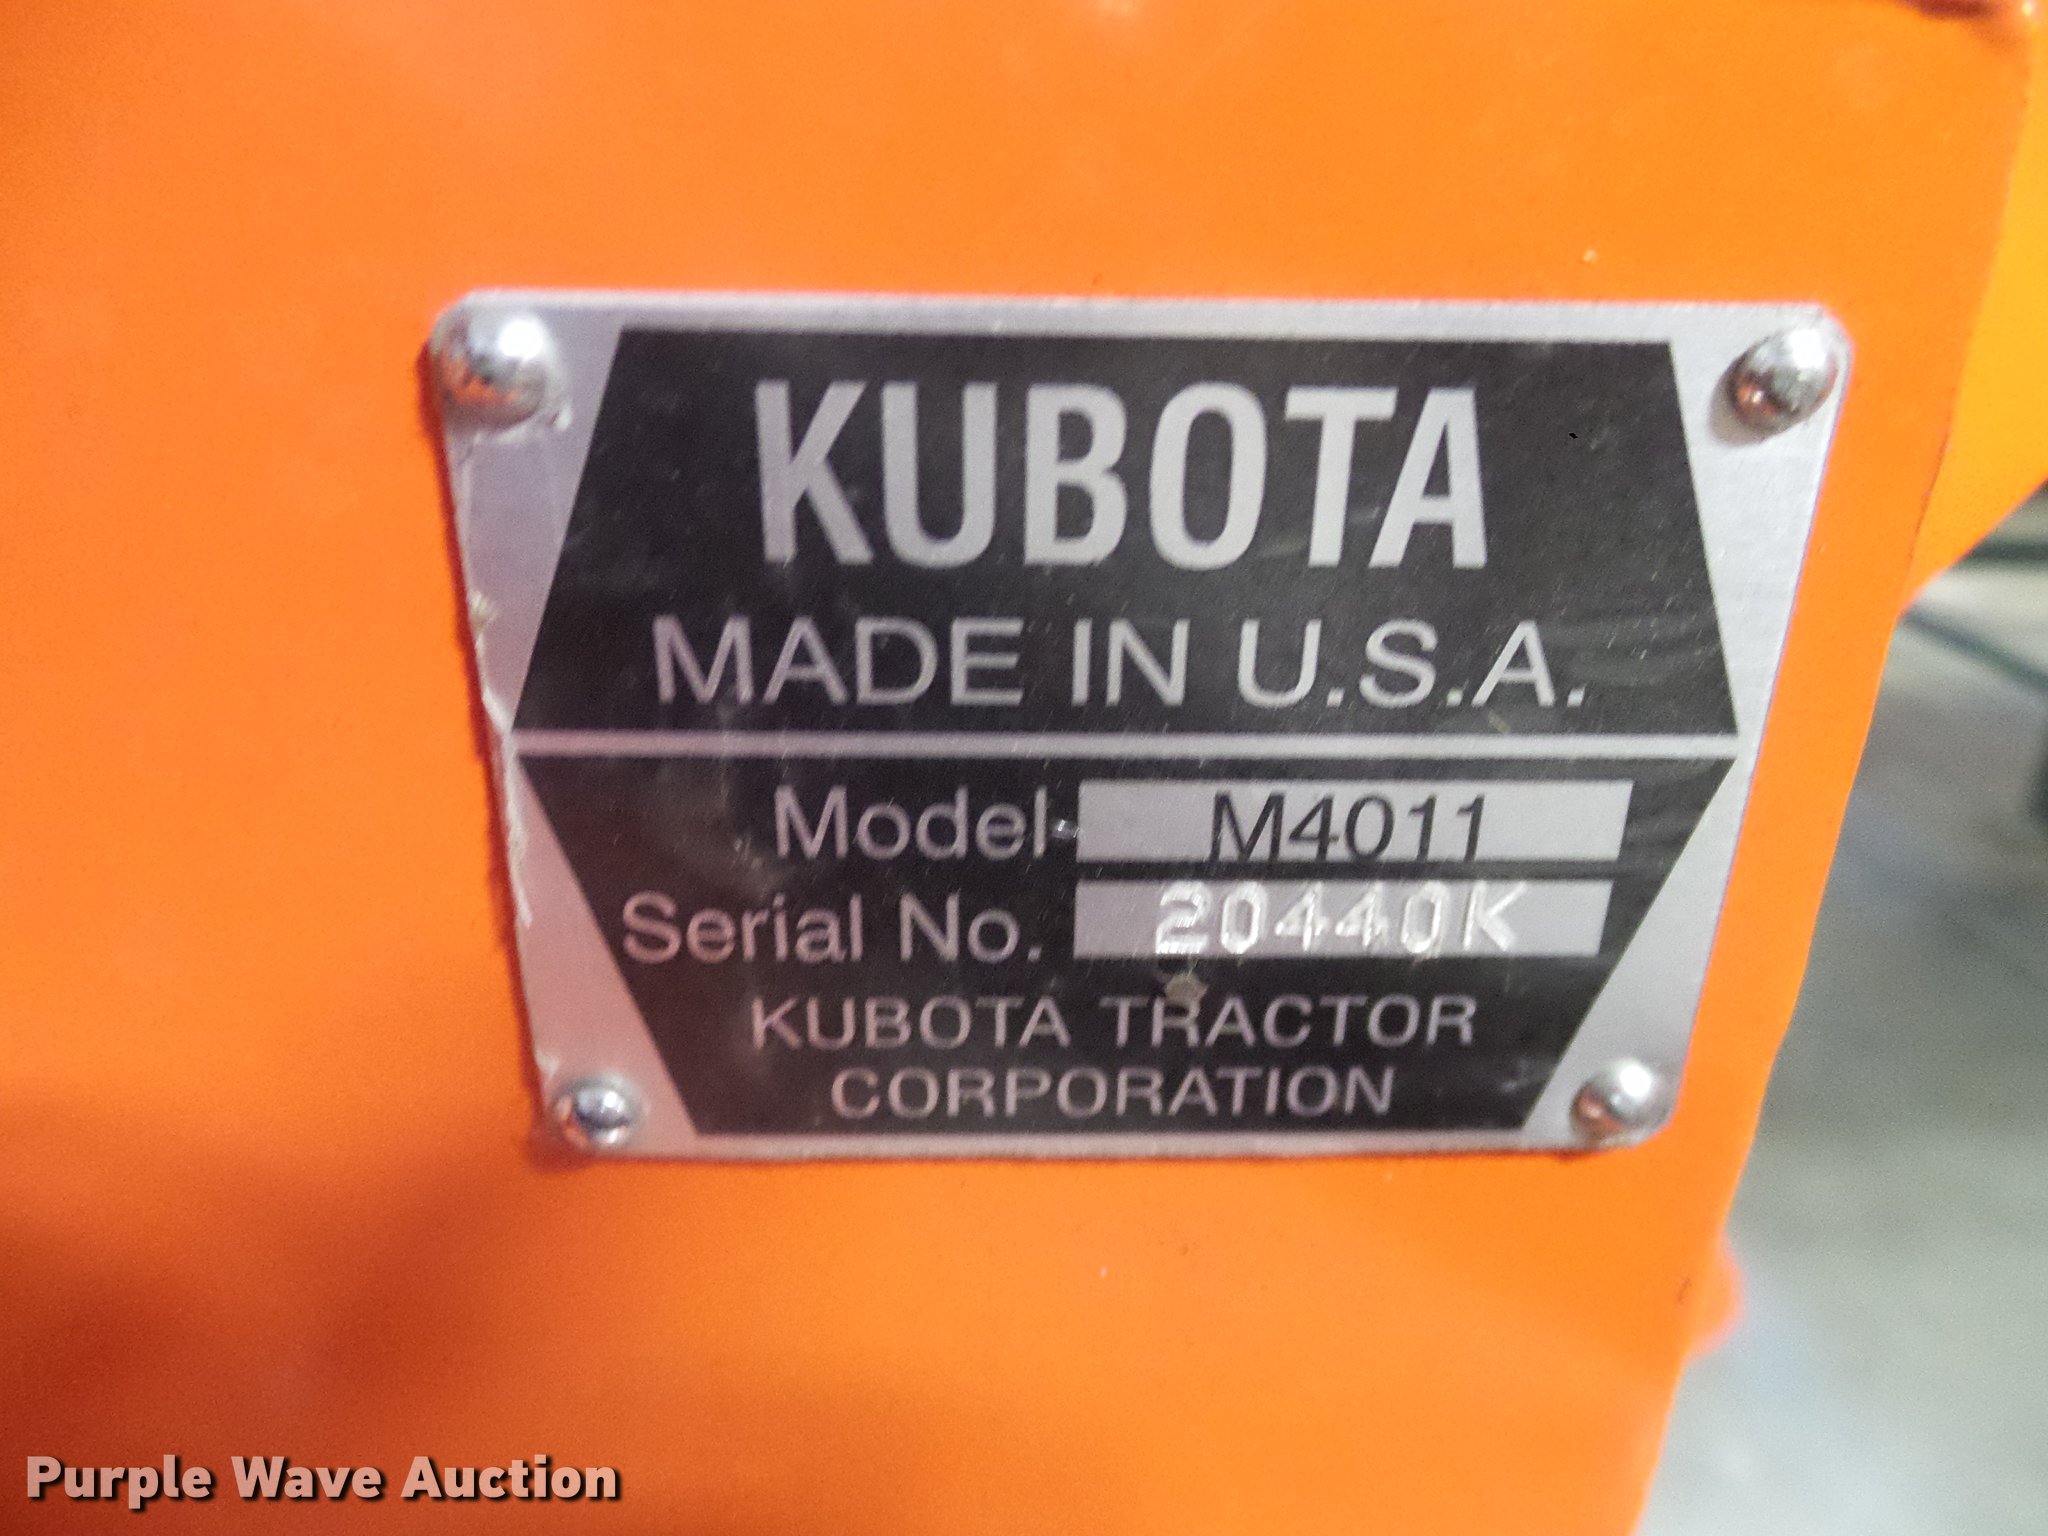 KUBOTA
MADE IN U.S.A.
Model M4011
Serial No. 20440K
KUBOTA TRACTOR
CORPORATION
Purple Wave Auction